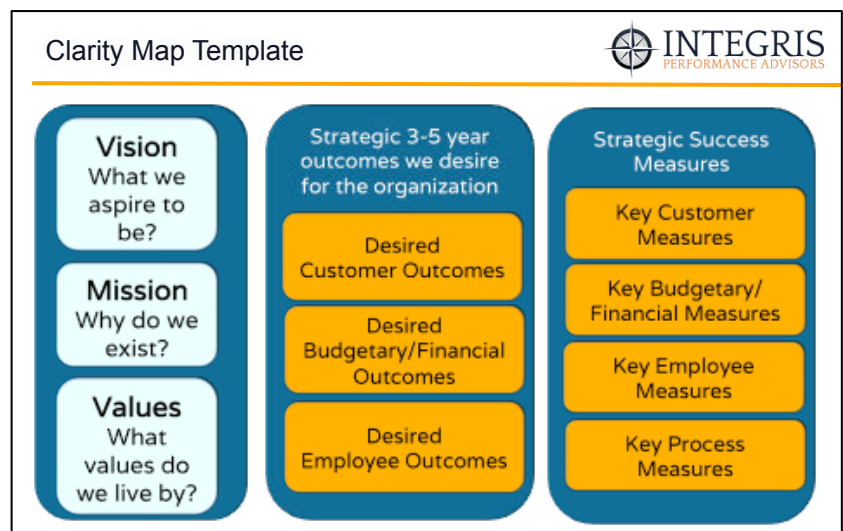 Clarity Map Template
INTEGRIS
PERFORMANCE ADVISORS
Vision
What we
aspire to
be?
Mission
Why do we
exist?
Values
What
values do
we live by?
Strategic 3-5 year
outcomes we desire
for the organization
Desired
Customer Outcomes
Desired
Budgetary/Financial
Outcomes
Desired
Employee Outcomes
Strategic Success
Measures
Key Customer
Measures
Key Budgetary/
Financial Measures
Key Employee
Measures
Key Process
Measures